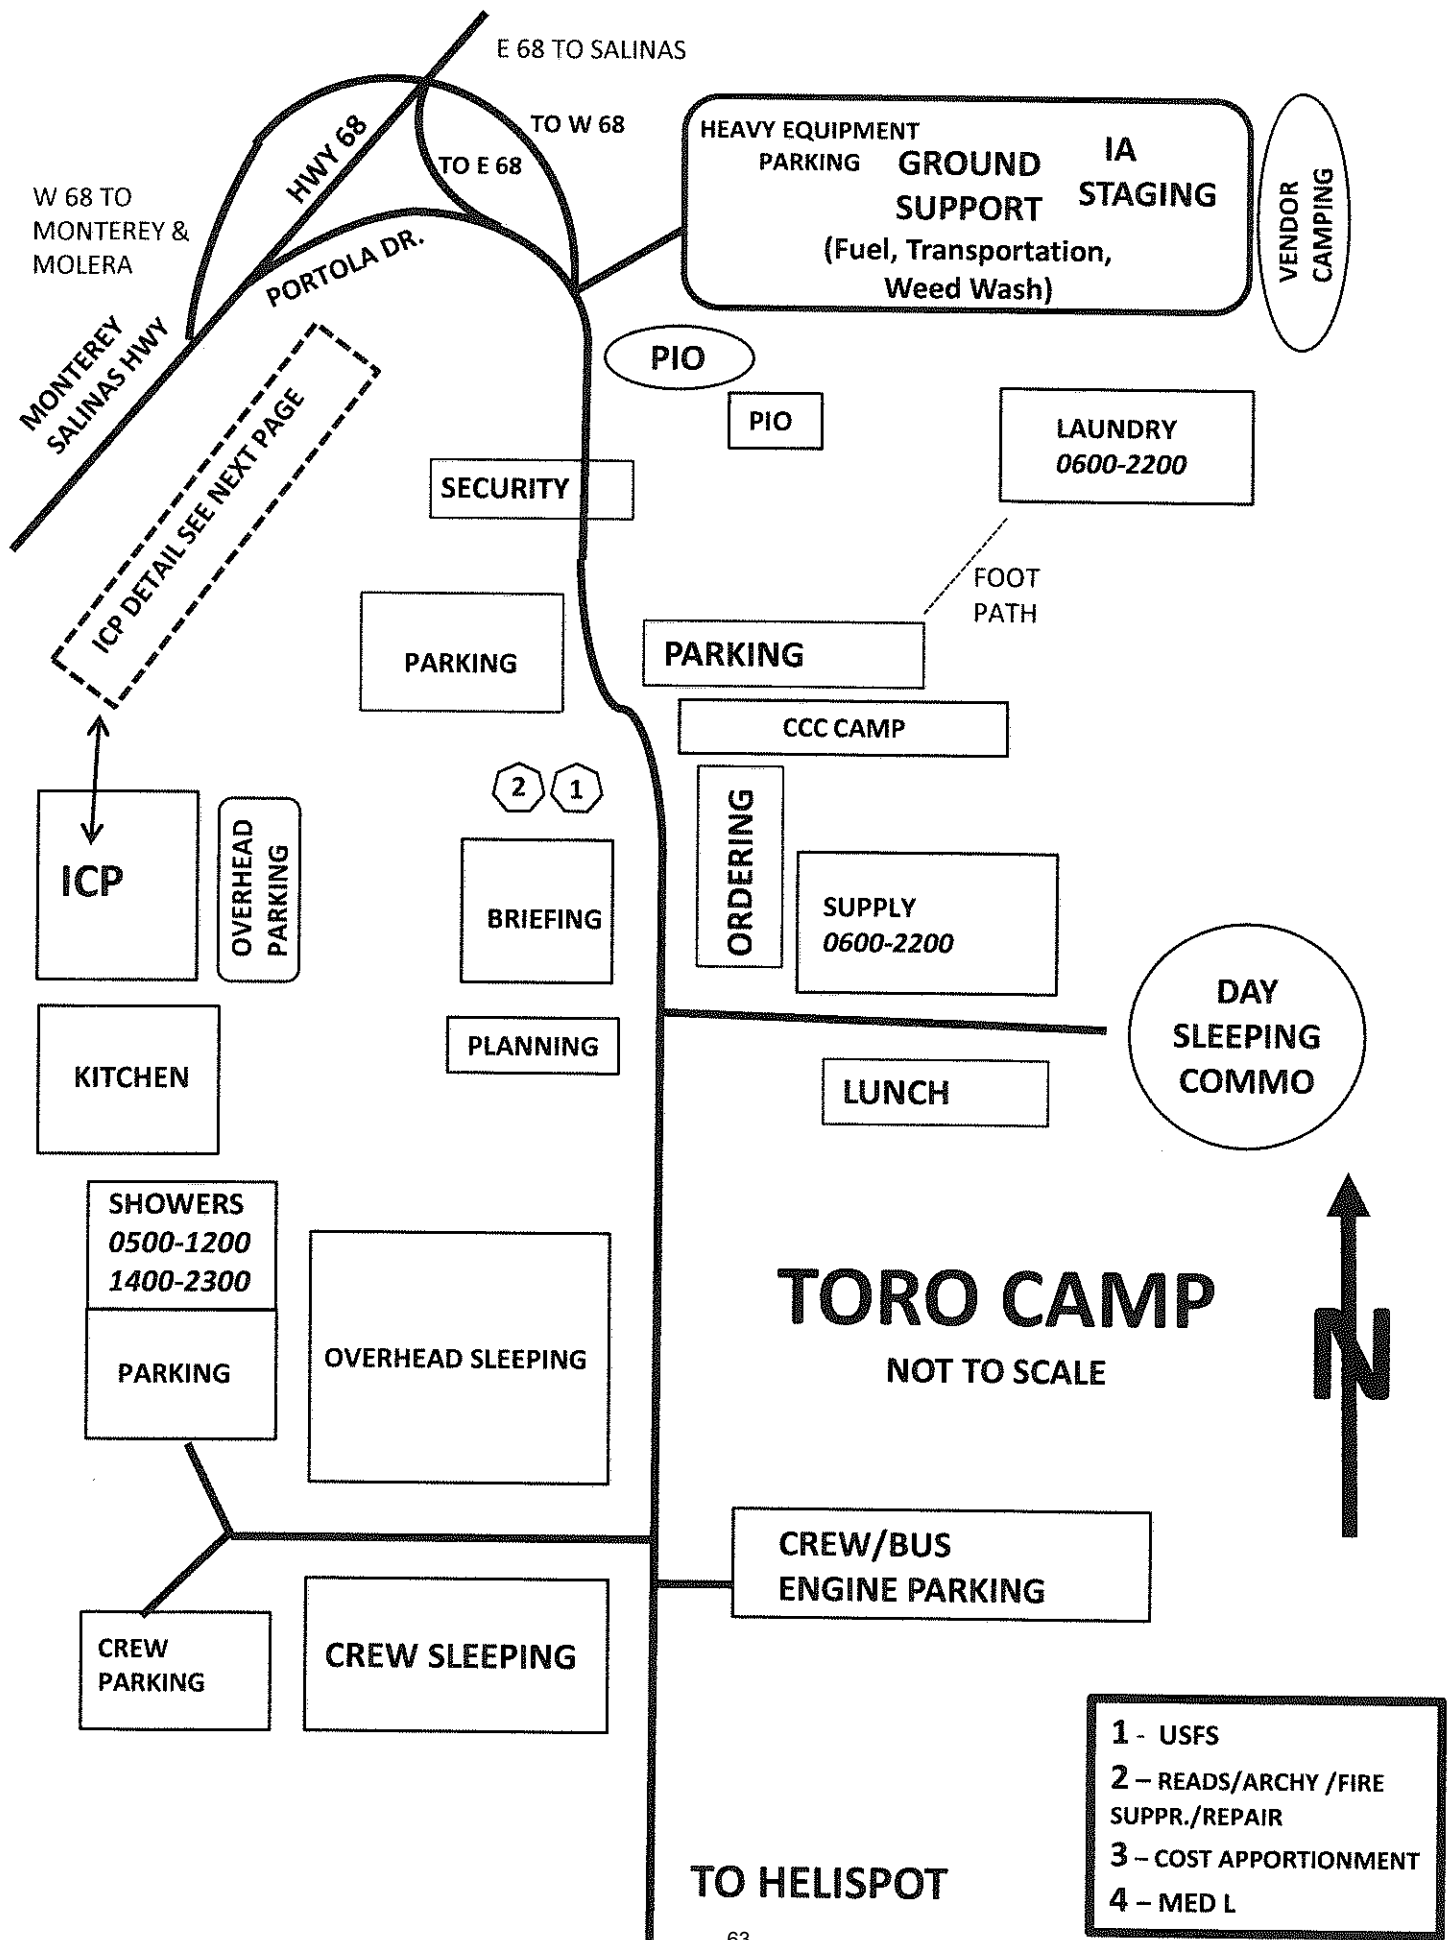 E 68 TO SALINAS
TO W 68
HWY 68
TO E 68
W 68 TO
MONTEREY &
MOLERA
PORTOLA DR.
MONTEREY
SALINAS HWY
HEAVY EQUIPMENT
PARKING
GROUND
SUPPORT
(Fuel, Transportation,
Weed Wash)
IA
STAGING
VENDOR
CAMPING
PIO
PIO
LAUNDRY
0600-2200
SECURITY
ICP DETAIL SEE NEXT PAGE
FOOT
PATH
PARKING
PARKING
CCC CAMP
2
1
ICP
OVERHEAD
PARKING
BRIEFING
ORDERING
SUPPLY
0600-2200
DAY
SLEEPING
COMMO
KITCHEN
PLANNING
LUNCH
SHOWERS
0500-1200
1400-2300
PARKING
OVERHEAD SLEEPING
TORO CAMP
NOT TO SCALE
N
CREW/BUS
ENGINE PARKING
CREW
PARKING
CREW SLEEPING
1 - USFS
2 – READS/ARCHY /FIRE
SUPPR./REPAIR
3 – COST APPORTIONMENT
4 – MED L
TO HELISPOT
63